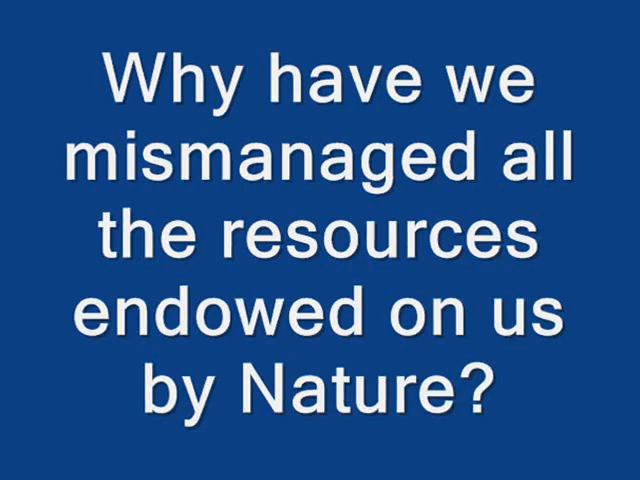 Why have we
mismanaged all
the resources
endowed on us
by Nature?